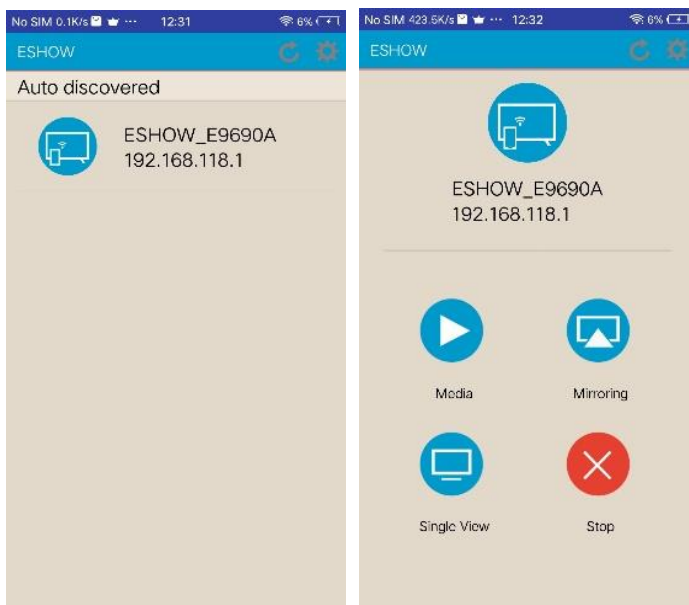 No SIM 0.1K/s ··· 12:31 6%
ESHOW
Auto discovered
ESHOW_E9690A
192.168.118.1
No SIM 423.5K/s ··· 12:32 6%
ESHOW
ESHOW_E9690A
192.168.118.1
Media Mirroring
Single View Stop